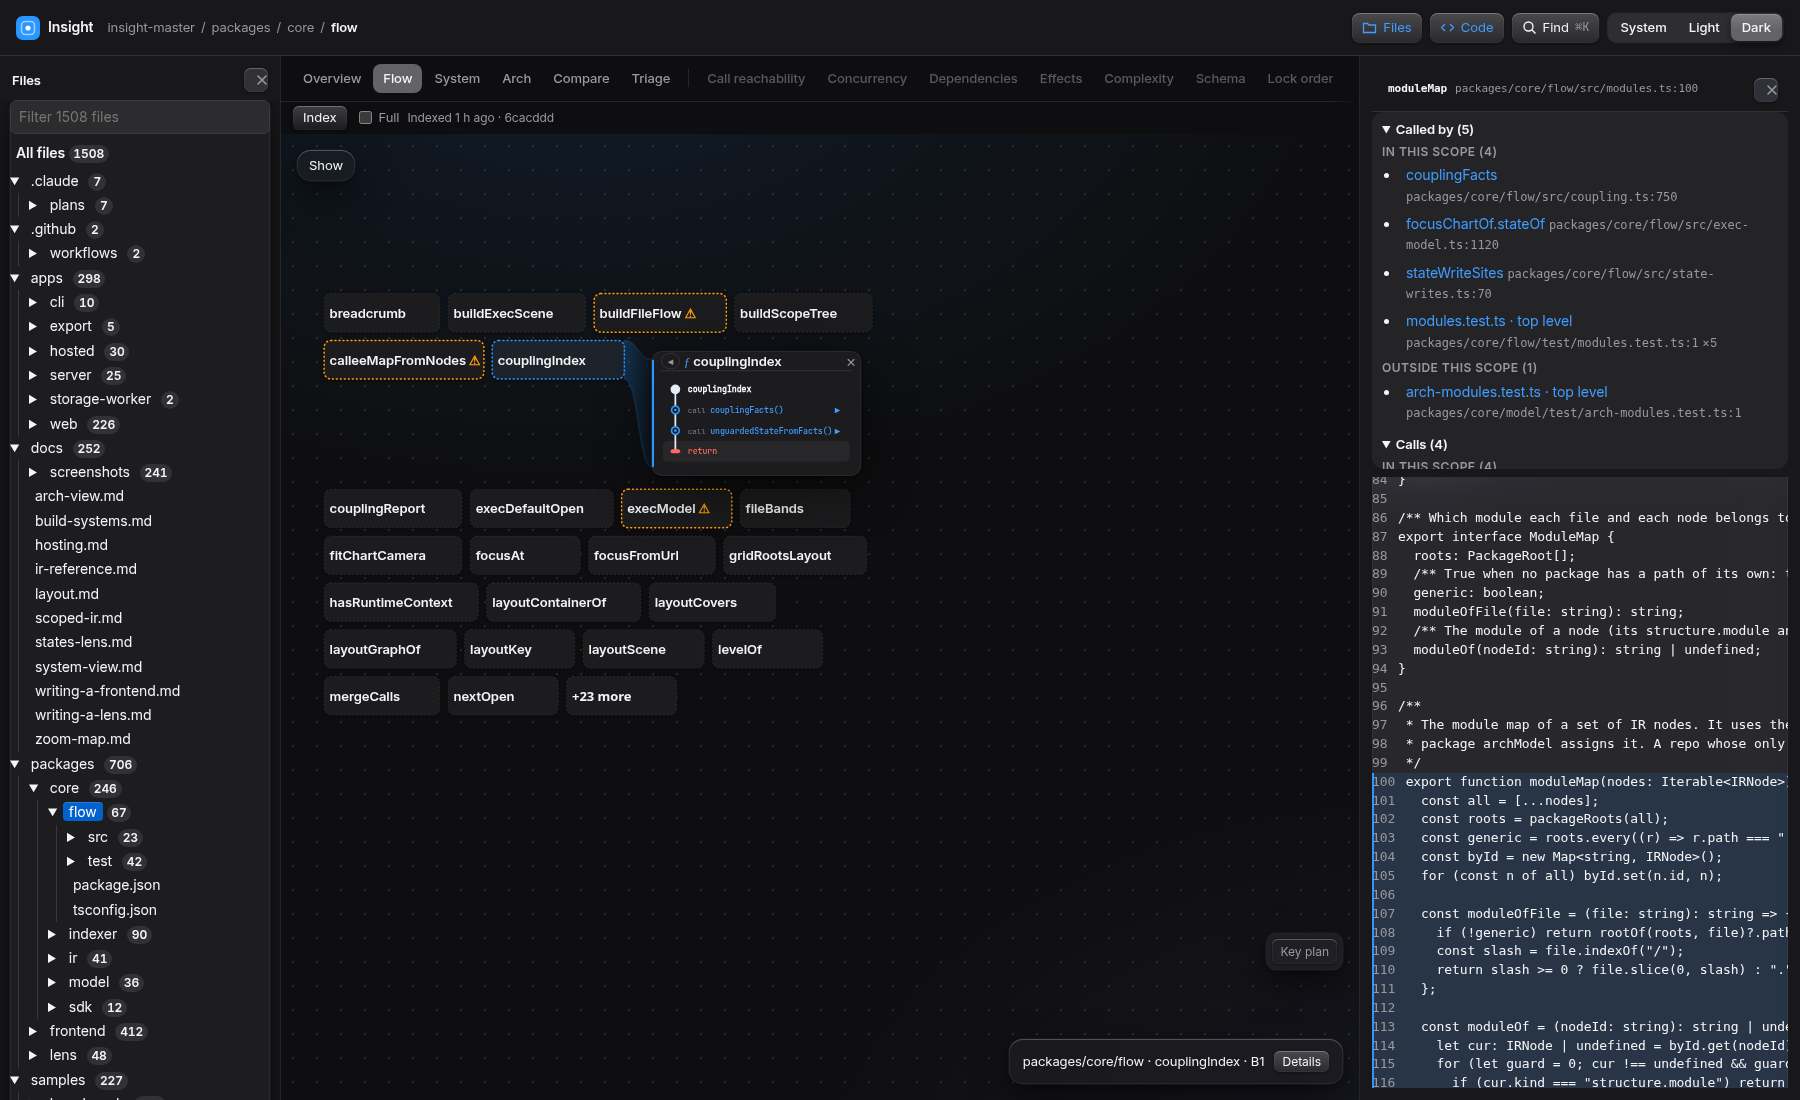 Insight insight-master / packages / core / flow
Files Code Find ⌘K System Light Dark
Files
Filter 1508 files
All files 1508
.claude 7
plans 7
.github 2
workflows 2
apps 298
cli 10
export 5
hosted 30
server 25
storage-worker 2
web 226
docs 252
screenshots 241
arch-view.md
build-systems.md
hosting.md
ir-reference.md
layout.md
scoped-ir.md
states-lens.md
system-view.md
writing-a-frontend.md
writing-a-lens.md
zoom-map.md
packages 706
core 246
flow 67
src 23
test 42
package.json
tsconfig.json
indexer 90
ir 41
model 36
sdk 12
frontend 412
lens 48
samples 227
Overview Flow System Arch Compare Triage Call reachability Concurrency Dependencies Effects Complexity Schema Lock order
Index Full Indexed 1 h ago · 6cacddd
Show
breadcrumb buildExecScene buildFileFlow ⚠ buildScopeTree
calleeMapFromNodes ⚠ couplingIndex
ƒ couplingIndex
couplingIndex
call couplingFacts()
call unguardedStateFromFacts()
return
couplingReport execDefaultOpen execModel ⚠ fileBands
fitChartCamera focusAt focusFromUrl gridRootsLayout
hasRuntimeContext layoutContainerOf layoutCovers
layoutGraphOf layoutKey layoutScene levelOf
mergeCalls nextOpen +23 more
Key plan
packages/core/flow · couplingIndex · B1 Details
moduleMap packages/core/flow/src/modules.ts:100
Called by (5)
IN THIS SCOPE (4)
couplingFacts
packages/core/flow/src/coupling.ts:750
focusChartOf.stateOf packages/core/flow/src/exec-
model.ts:1120
stateWriteSites packages/core/flow/src/state-
writes.ts:70
modules.test.ts · top level
packages/core/flow/test/modules.test.ts:1 ×5
OUTSIDE THIS SCOPE (1)
arch-modules.test.ts · top level
packages/core/model/test/arch-modules.test.ts:1
Calls (4)
IN THIS SCOPE (4)
84 }
85
86 /** Which module each file and each node belongs to
87 export interface ModuleMap {
88 roots: PackageRoot[];
89 /** True when no package has a path of its own:
90 generic: boolean;
91 moduleOfFile(file: string): string;
92 /** The module of a node (its structure.module an
93 moduleOf(nodeId: string): string | undefined;
94 }
95
96 /**
97 * The module map of a set of IR nodes. It uses the
98 * package archModel assigns it. A repo whose only
99 */
100 export function moduleMap(nodes: Iterable<IRNode>)
101 const all = [...nodes];
102 const roots = packageRoots(all);
103 const generic = roots.every((r) => r.path === "
104 const byId = new Map<string, IRNode>();
105 for (const n of all) byId.set(n.id, n);
106
107 const moduleOfFile = (file: string): string =>
108 if (!generic) return rootOf(roots, file)?.path
109 const slash = file.indexOf("/");
110 return slash >= 0 ? file.slice(0, slash) : "."
111 };
112
113 const moduleOf = (nodeId: string): string | unde
114 let cur: IRNode | undefined = byId.get(nodeId)
115 for (let guard = 0; cur !== undefined && guard
116 if (cur.kind === "structure.module") return